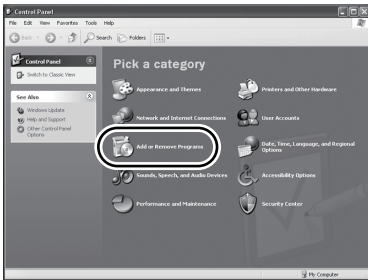 Control Panel
File Edit View Favorites Tools Help
Back Search Folders
Control Panel
Switch to Classic View
See Also
Windows Update
Help and Support
Other Control Panel
Options
Pick a category
Appearance and Themes
Printers and Other Hardware
Network and Internet Connections
User Accounts
Add or Remove Programs
Date, Time, Language, and Regional
Options
Sounds, Speech, and Audio Devices
Accessibility Options
Performance and Maintenance
Security Center
My Computer